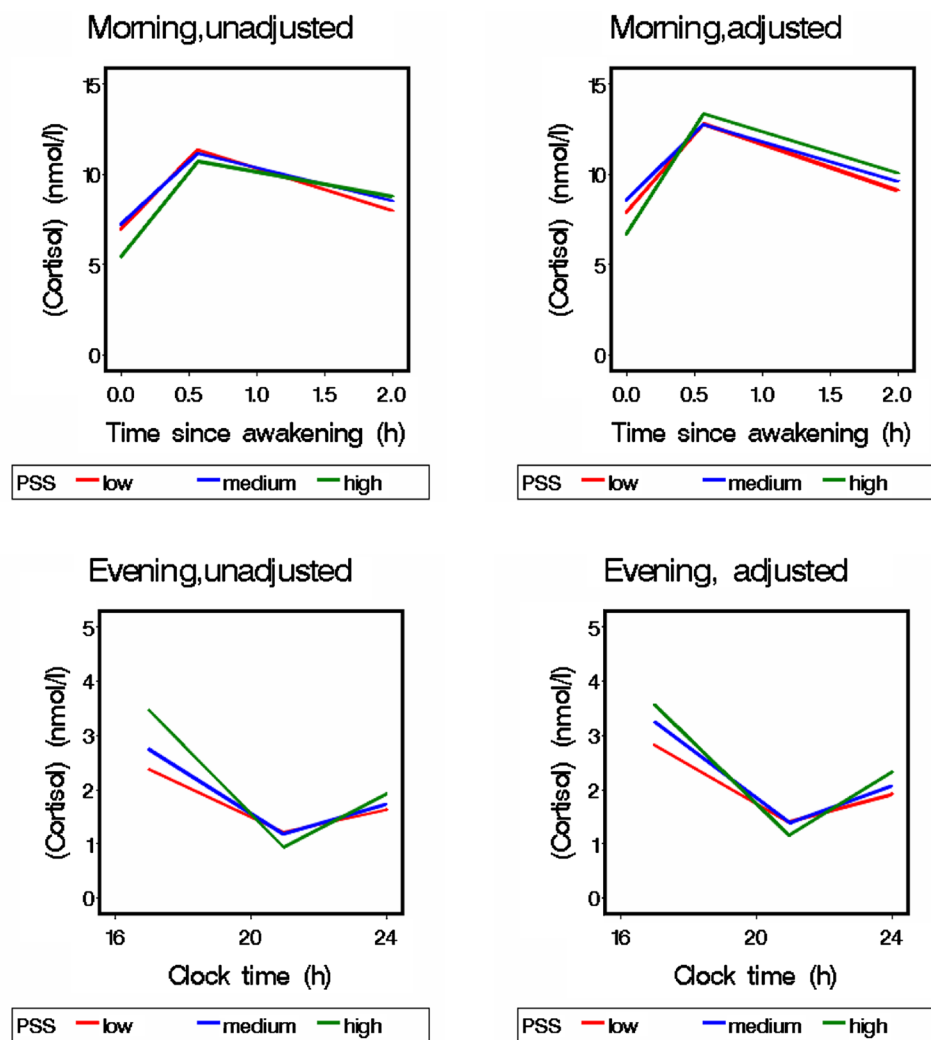 Morning,unadjusted
(Cortisol) (nmol/l)
15
10
5
0
0.0 0.5 1.0 1.5 2.0
Time since awakening (h)
PSS low medium high
Morning,adjusted
(Cortisol) (nmol/l)
15
10
5
0
0.0 0.5 1.0 1.5 2.0
Time since awakening (h)
PSS low medium high
Evening,unadjusted
(Cortisol) (nmol/l)
5
4
3
2
1
0
16 20 24
Clock time (h)
PSS low medium high
Evening, adjusted
(Cortisol) (nmol/l)
5
4
3
2
1
0
16 20 24
Clock time (h)
PSS low medium high